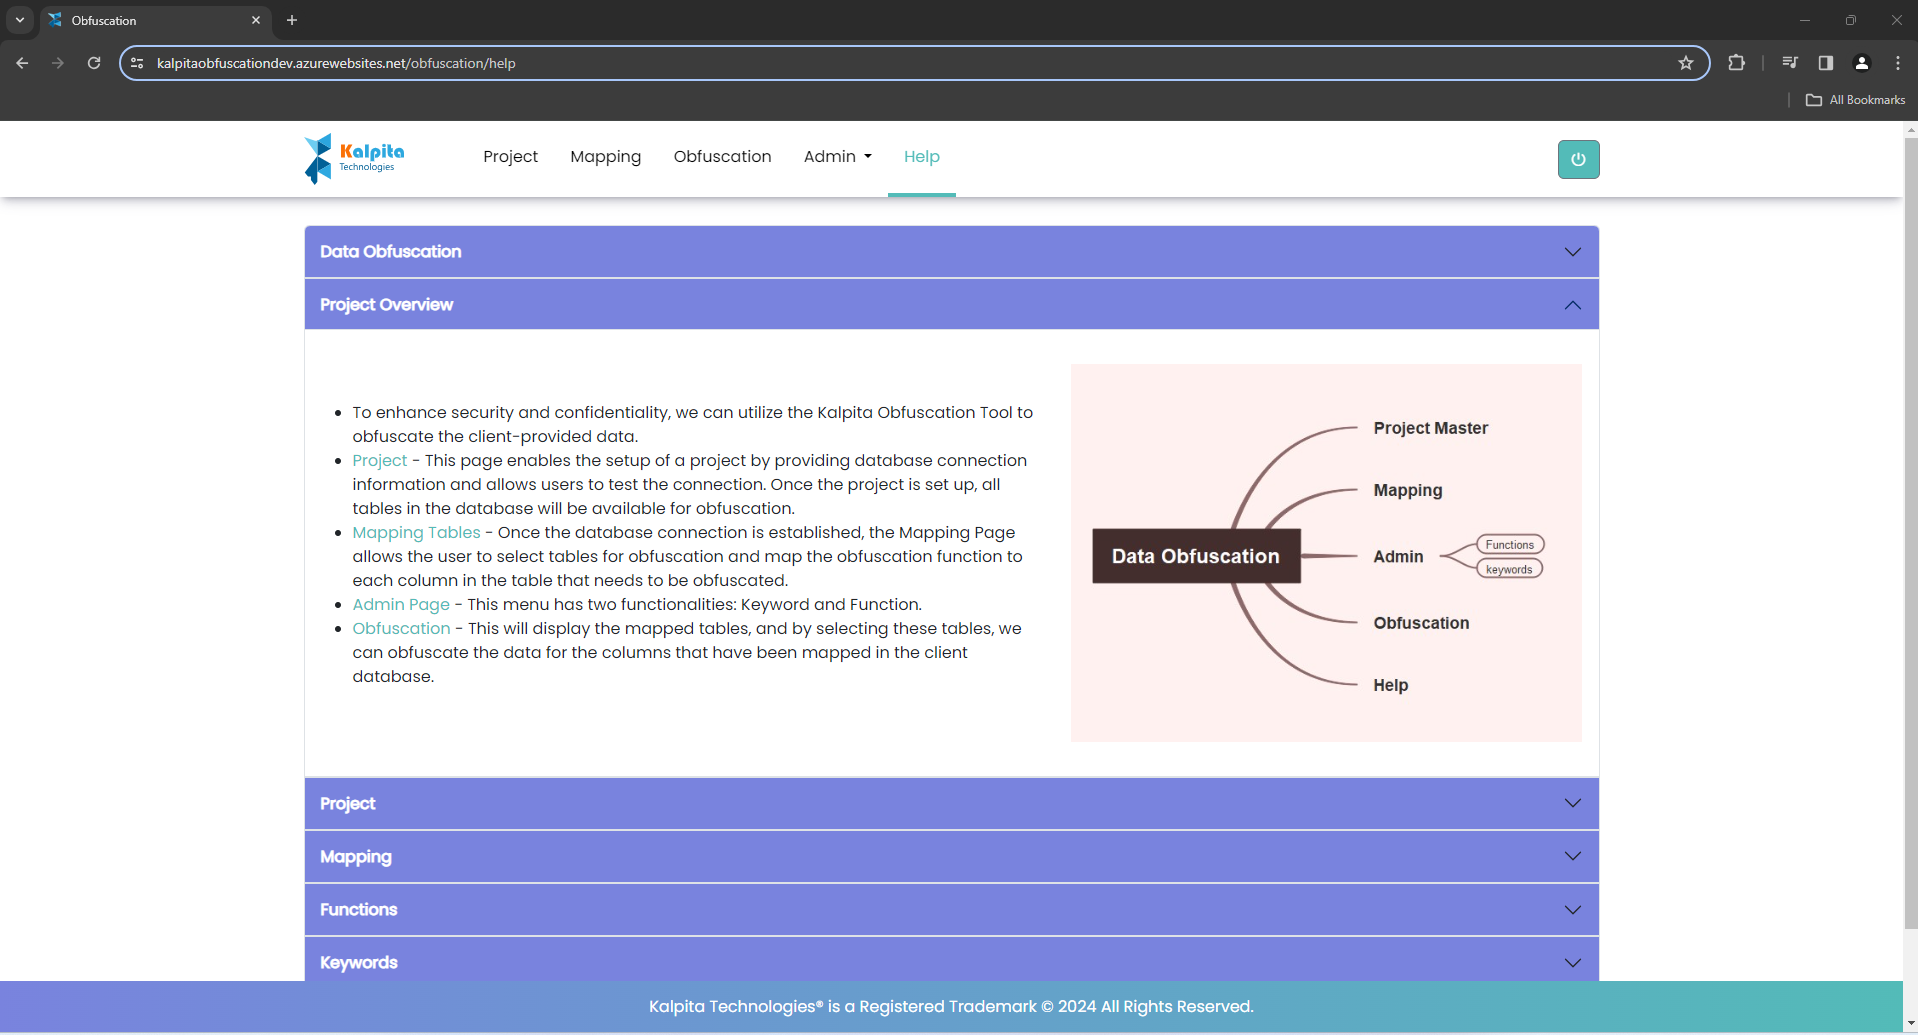 Obfuscation
kalpitaobfuscationdev.azurewebsites.net/obfuscation/help
All Bookmarks
Kalpita
Technologies
Project Mapping Obfuscation Admin Help
Data Obfuscation
Project Overview
To enhance security and confidentiality, we can utilize the Kalpita Obfuscation Tool to
obfuscate the client-provided data.
Project - This page enables the setup of a project by providing database connection
information and allows users to test the connection. Once the project is set up, all
tables in the database will be available for obfuscation.
Mapping Tables - Once the database connection is established, the Mapping Page
allows the user to select tables for obfuscation and map the obfuscation function to
each column in the table that needs to be obfuscated.
Admin Page - This menu has two functionalities: Keyword and Function.
Obfuscation - This will display the mapped tables, and by selecting these tables, we
can obfuscate the data for the columns that have been mapped in the client
database.
Data Obfuscation
Project Master
Mapping
Admin
Functions
keywords
Obfuscation
Help
Project
Mapping
Functions
Keywords
Kalpita Technologies® is a Registered Trademark © 2024 All Rights Reserved.